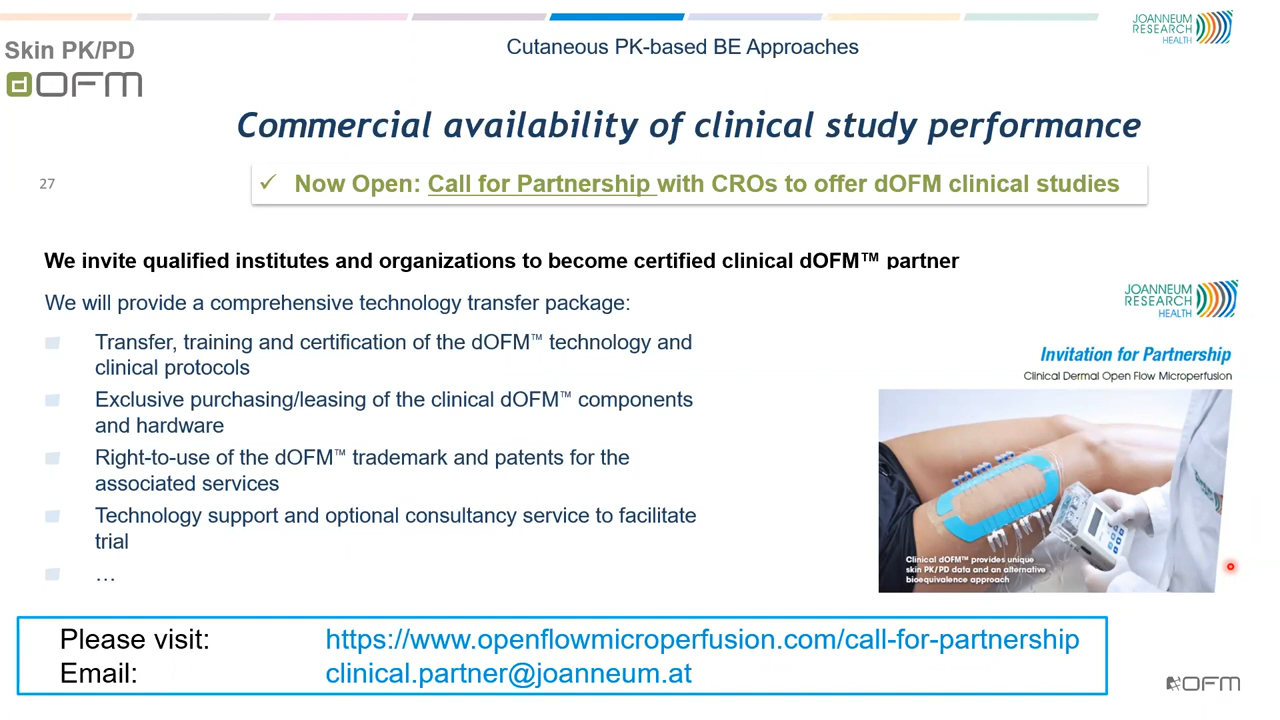 JOANNEUM
RESEARCH
HEALTH
Skin PK/PD
dOFM
Cutaneous PK-based BE Approaches
Commercial availability of clinical study performance
27
✓ Now Open: Call for Partnership with CROs to offer dOFM clinical studies
We invite qualified institutes and organizations to become certified clinical dOFM™ partner
We will provide a comprehensive technology transfer package:
Transfer, training and certification of the dOFM™ technology and
clinical protocols
Exclusive purchasing/leasing of the clinical dOFM™ components
and hardware
Right-to-use of the dOFM™ trademark and patents for the
associated services
Technology support and optional consultancy service to facilitate
trial
…
JOANNEUM
RESEARCH
HEALTH
Invitation for Partnership
Clinical Dermal Open Flow Microperfusion
Clinical dOFM™ provides unique
skin PK/PD data and an alternative
bioequivalence approach
Please visit: https://www.openflowmicroperfusion.com/call-for-partnership
Email: clinical.partner@joanneum.at
OFM